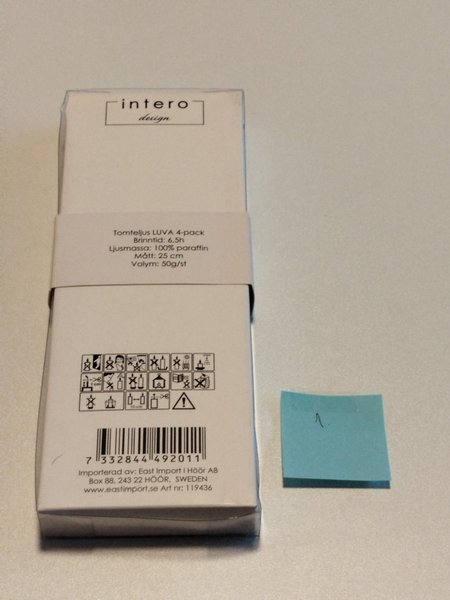 intero
design
Tomteljus LUVA 4-pack
Brinntid: 6,5h
Ljusmassa: 100% paraffin
Mått: 25 cm
Volym: 50g/st
7 332844 492011
Importerad av: East Import i Höör AB
Box 88, 243 22 HÖÖR, SWEDEN
www.eastimport.se Art nr: 119436
1